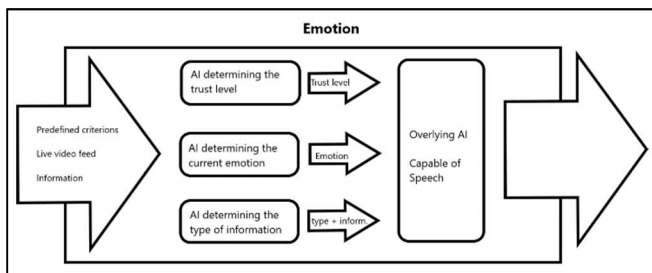 Emotion
Predefined criterions
Live video feed
Information
AI determining the
trust level
Trust level
AI determining the
current emotion
Emotion
AI determining the
type of information
type + inform.
Overlying AI
Capable of
Speech